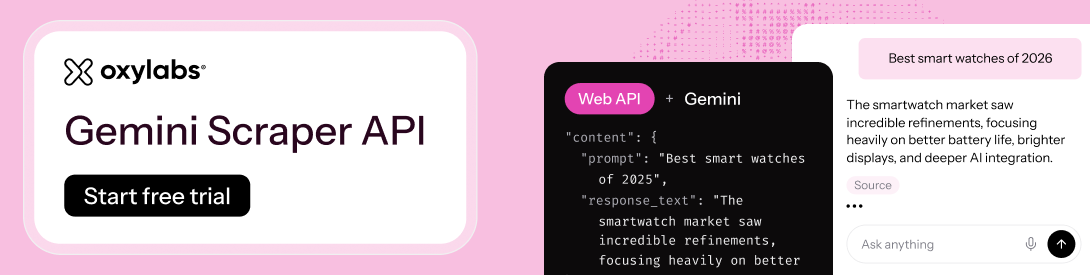 oxylabs®
Gemini Scraper API
Start free trial
Web API + Gemini
"content": {
"prompt": "Best smart watches
of 2025",
"response_text": "The
smartwatch market saw
incredible refinements,
focusing heavily on better
Best smart watches of 2026
The smartwatch market saw
incredible refinements, focusing
heavily on better battery life, brighter
displays, and deeper AI integration.
Source
Ask anything